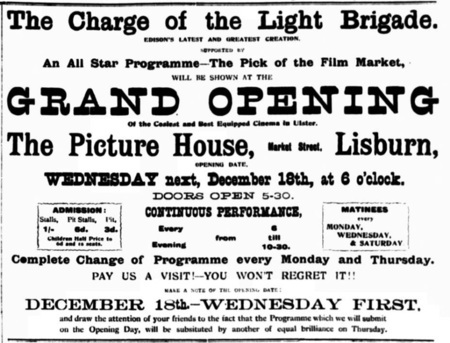 The Charge of the Light Brigade.
EDISON'S LATEST AND GREATEST CREATION.
SUPPORTED BY
An All Star Programme—The Pick of the Film Market,
WILL BE SHOWN AT THE
GRAND OPENING
Of the Cosiest and Best Equipped Cinema in Ulster.
The Picture House, Market Street, Lisburn,
OPENING DATE,
WEDNESDAY next, December 18th, at 6 o'clock.
DOORS OPEN 5-30.
ADMISSION:
Stalls, Pit Stalls, Pit,
1/- 6d. 3d.
Children Half Price to
6d and 1s seats.
CONTINUOUS PERFORMANCE,
Every 6
from till
Evening 10-30.
MATINEES
every
MONDAY,
WEDNESDAY,
& SATURDAY
Complete Change of Programme every Monday and Thursday.
PAY US A VISIT!—YOU WON'T REGRET IT!!
MAKE A NOTE OF THE OPENING DATE:
DECEMBER 18th.—WEDNESDAY FIRST,
and draw the attention of your friends to the fact that the Programme which we will submit
on the Opening Day, will be subsituted by another of equal brilliance on Thursday.